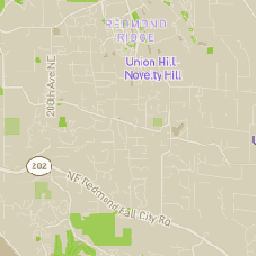 REDMOND
RIDGE
Union Hill-
Novelty Hill
208th Ave NE
202
NE Redmond Fall City Rd